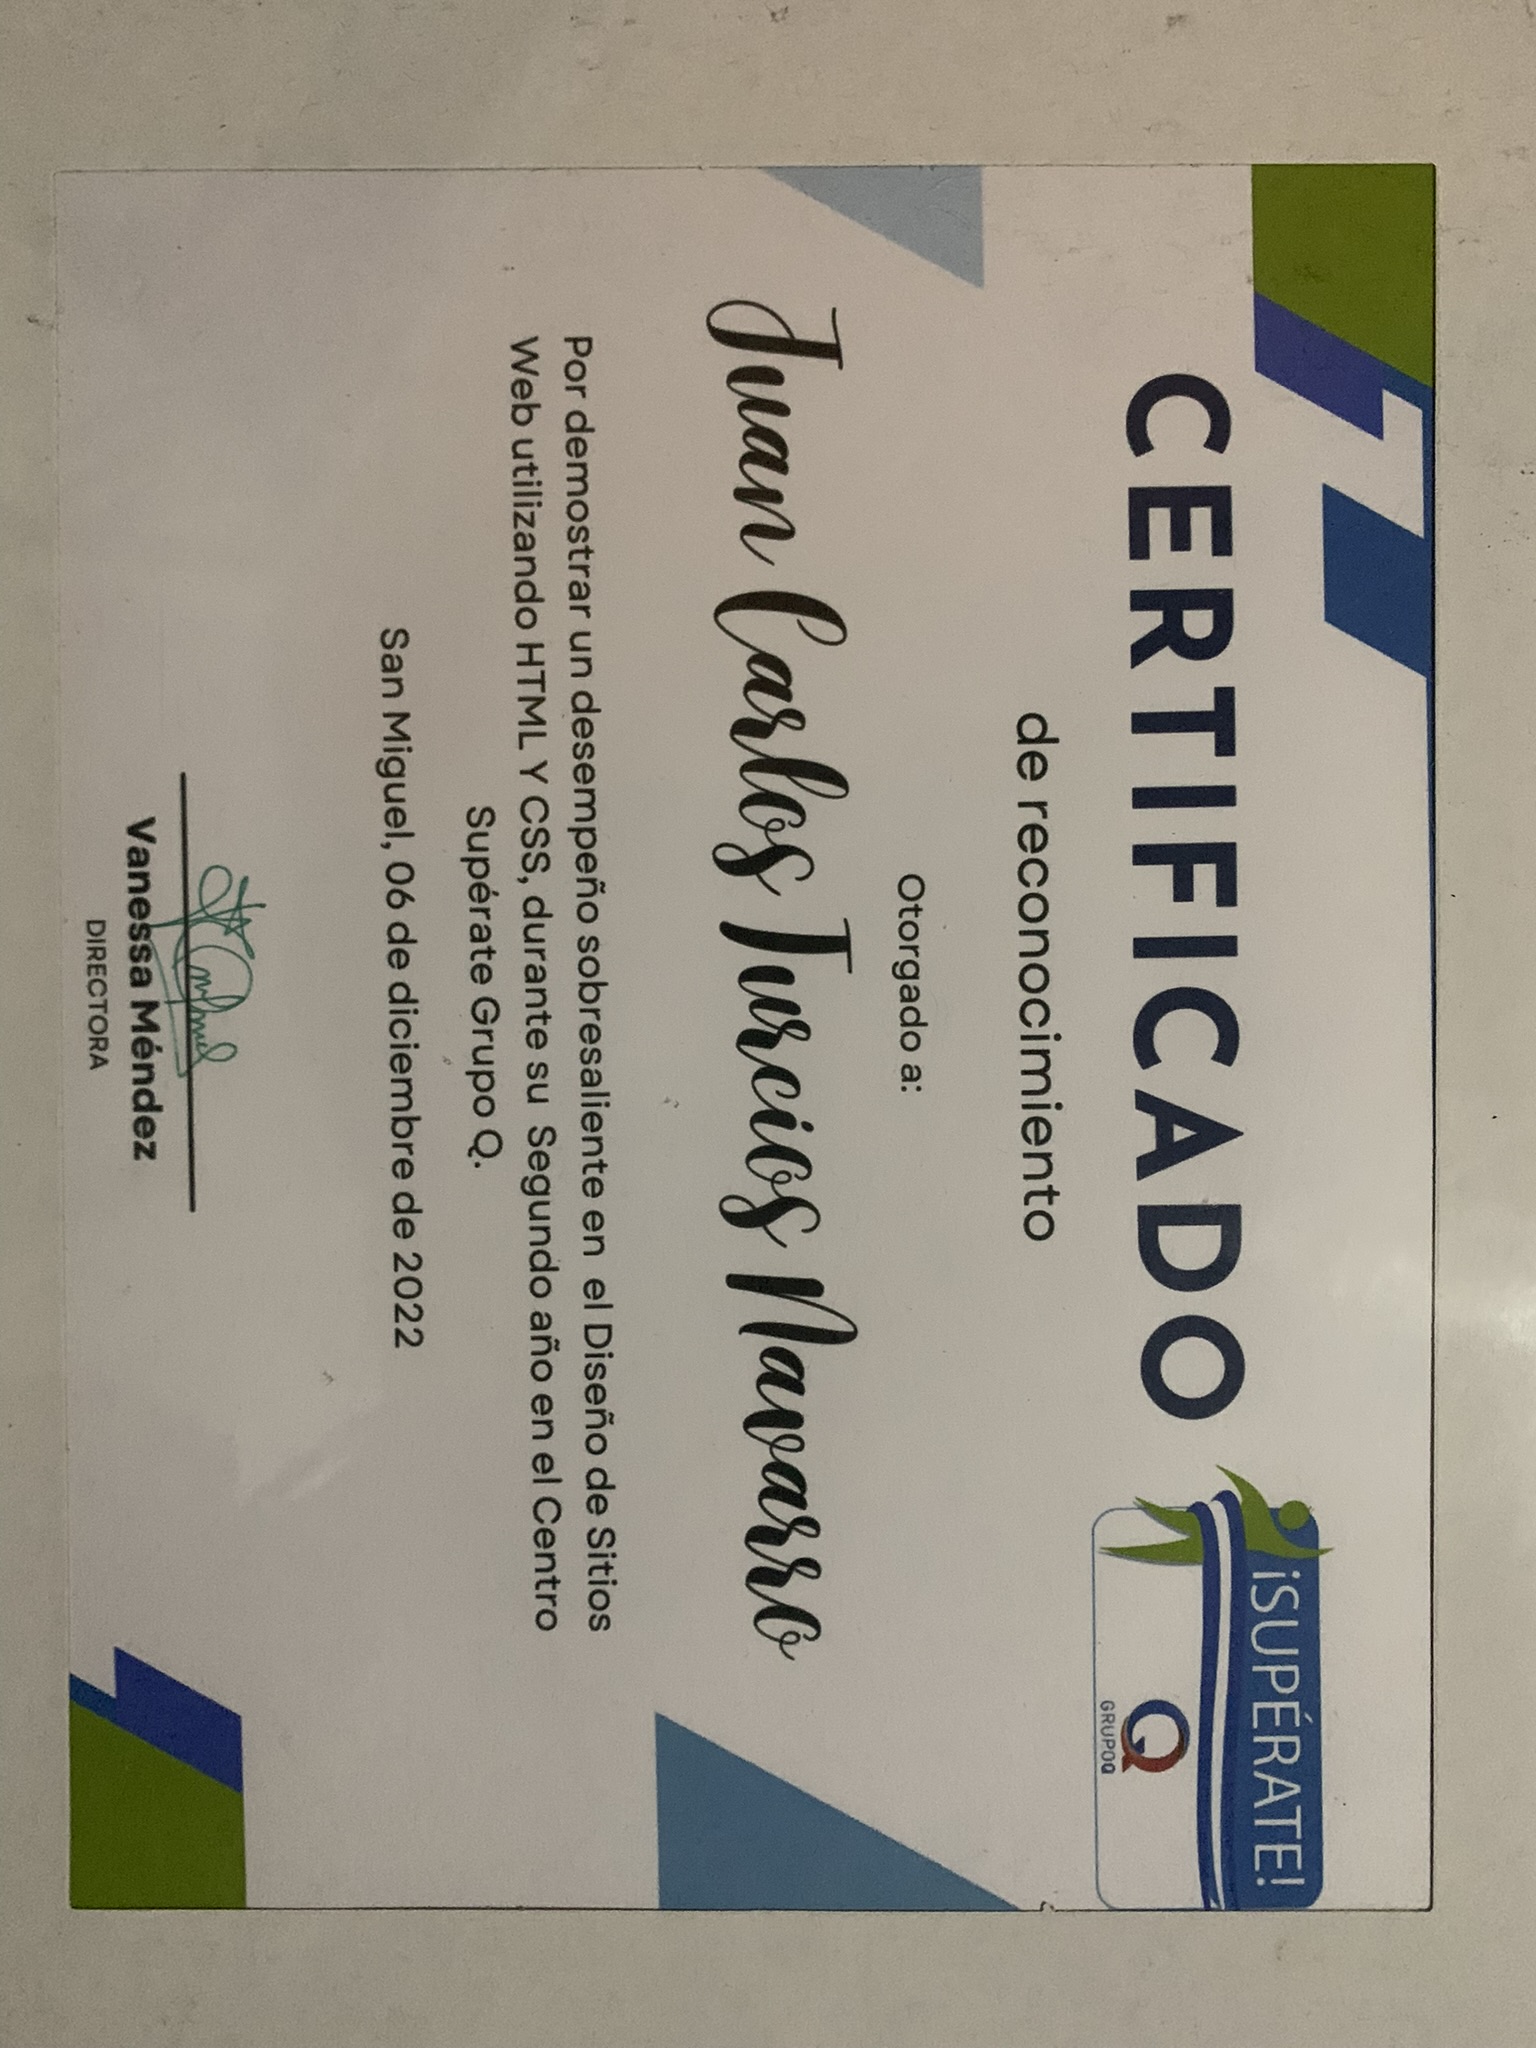 ¡SUPÉRATE!
GRUPOQ
CERTIFICADO
de reconocimiento
Otorgado a:
Juan Carlos Turcios Navarro
Por demostrar un desempeño sobresaliente en el Diseño de Sitios
Web utilizando HTML Y CSS, durante su Segundo año en el Centro
Supérate Grupo Q.
San Miguel, 06 de diciembre de 2022
Vanessa Méndez
DIRECTORA